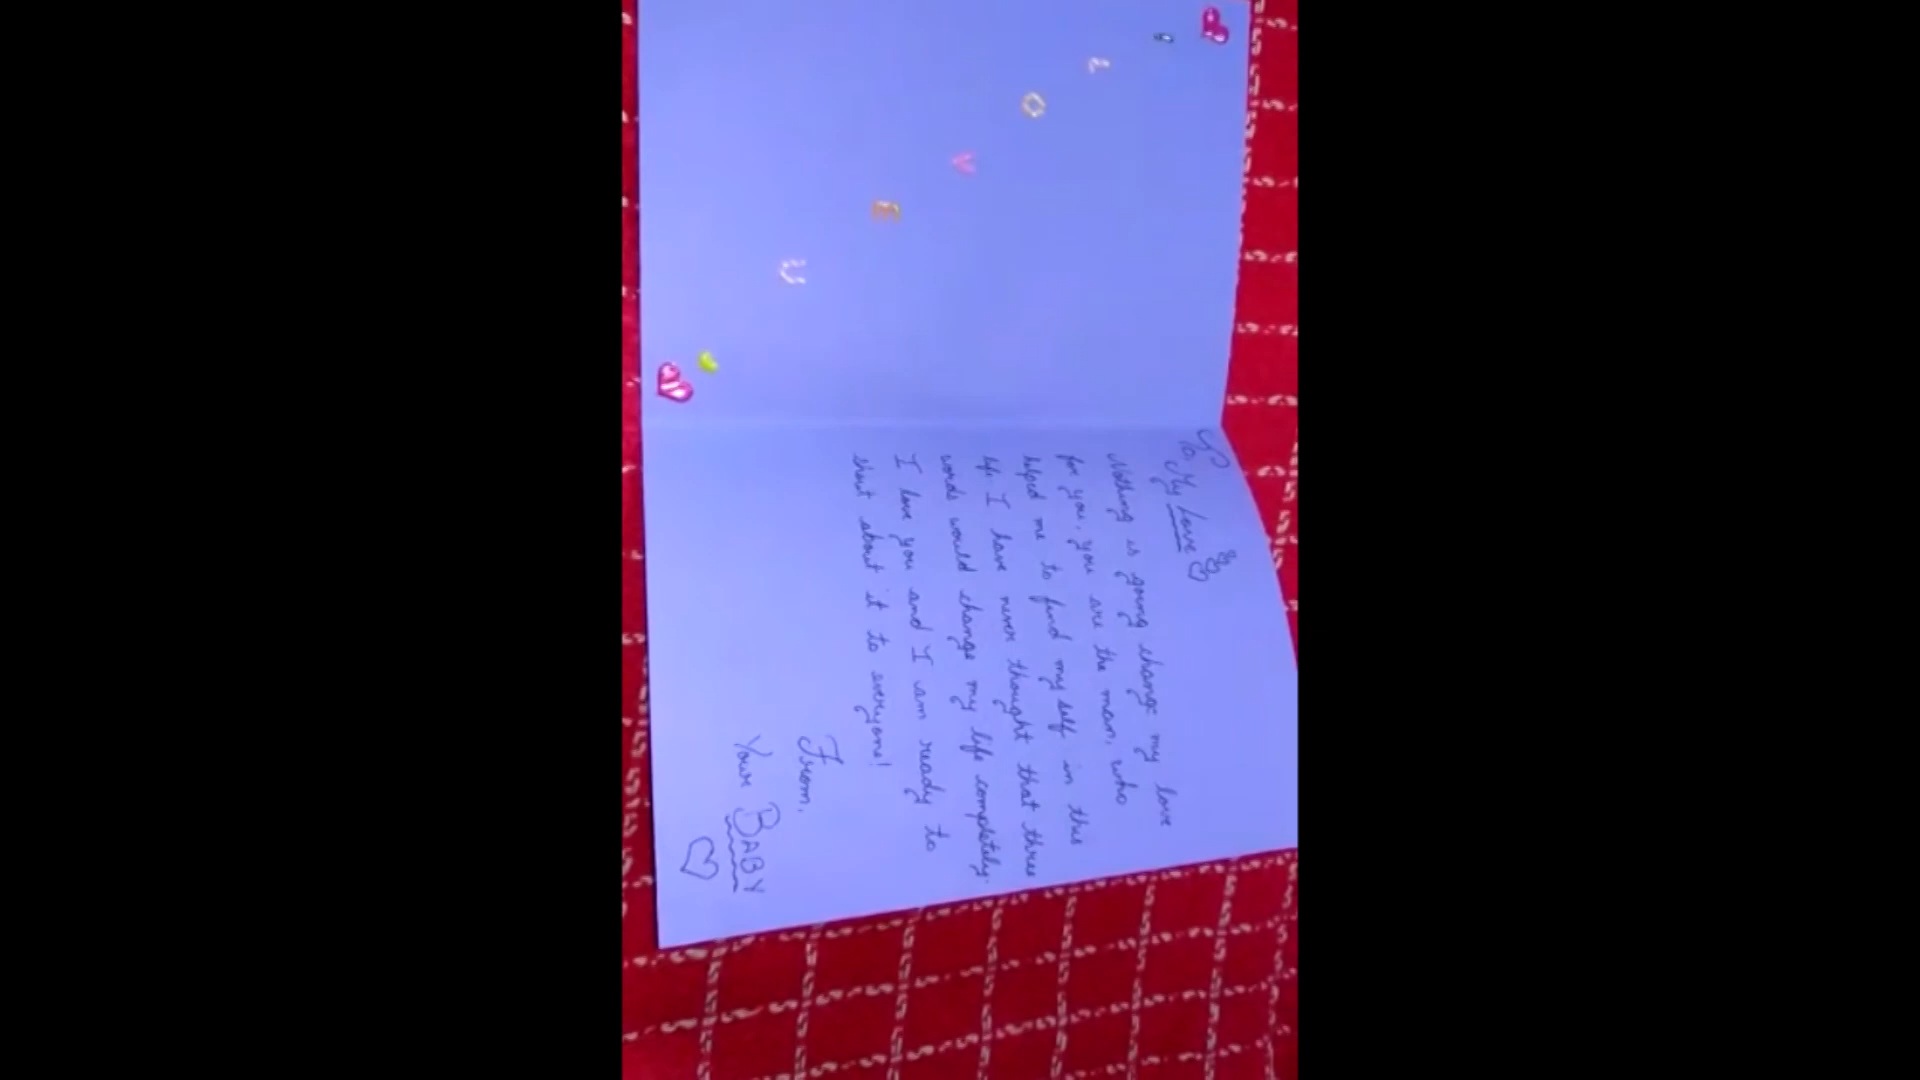 I
L
O
V
E
U
To, My Love
Nothing is going change my love
for you, you are the man, who
helped me to find my self in this
life I have never thought that three
words would change my life completely.
I love you and I am ready to
shout about it to everyone!
From,
Your BABY